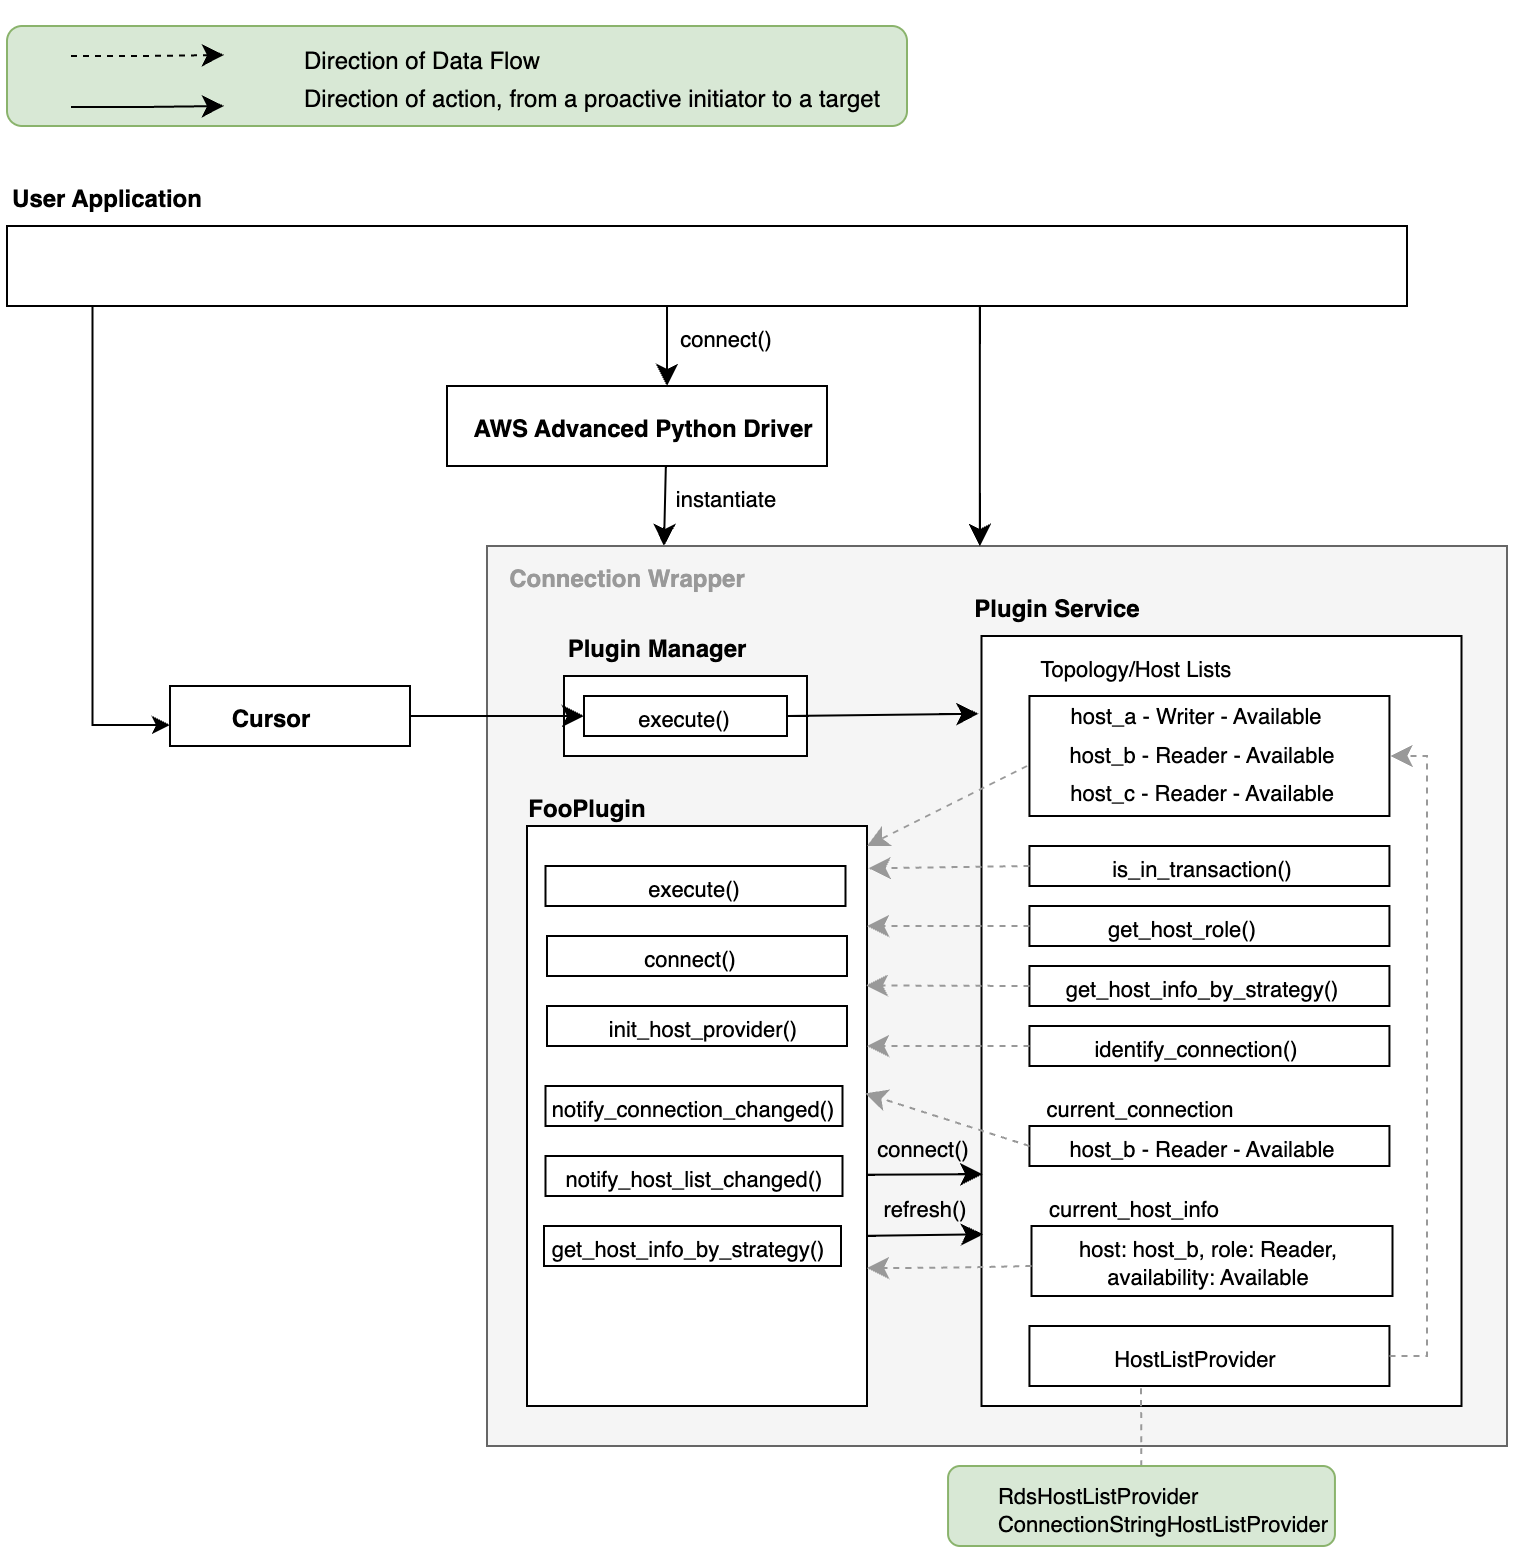 Direction of Data Flow
Direction of action, from a proactive initiator to a target
User Application
connect()
AWS Advanced Python Driver
instantiate
Connection Wrapper
Plugin Service
Plugin Manager
Topology/Host Lists
Cursor
execute()
host_a - Writer - Available
host_b - Reader - Available
host_c - Reader - Available
FooPlugin
execute()
connect()
init_host_provider()
notify_connection_changed()
notify_host_list_changed()
get_host_info_by_strategy()
connect()
refresh()
is_in_transaction()
get_host_role()
get_host_info_by_strategy()
identify_connection()
current_connection
host_b - Reader - Available
current_host_info
host: host_b, role: Reader,
availability: Available
HostListProvider
RdsHostListProvider
ConnectionStringHostListProvider